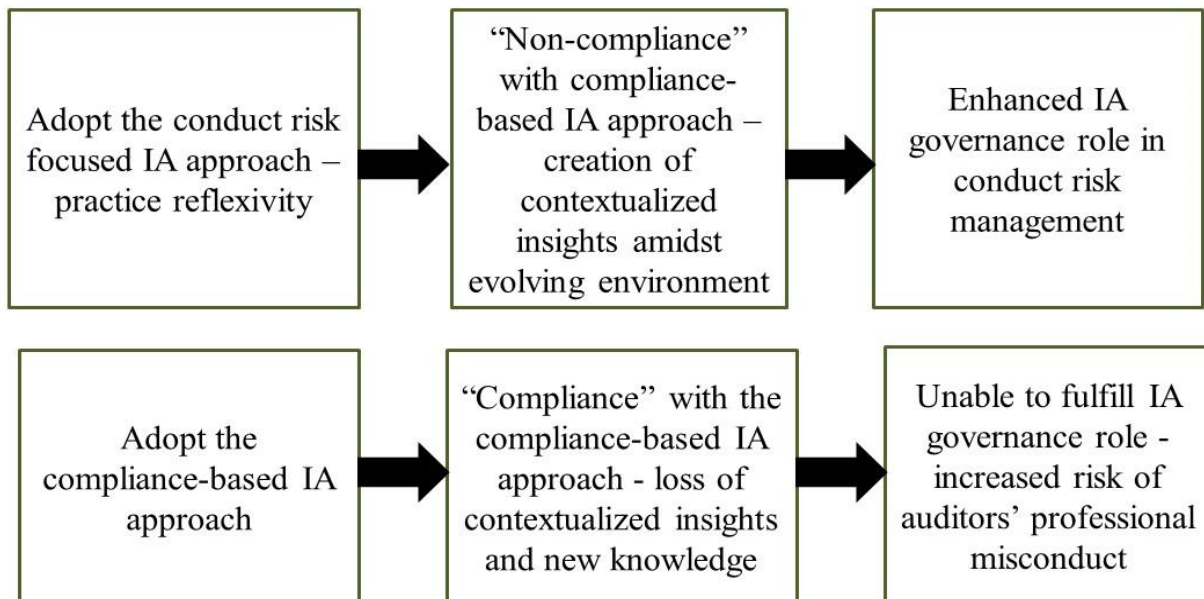 Adopt the conduct risk
focused IA approach –
practice reflexivity
“Non-compliance”
with compliance-
based IA approach –
creation of
contextualized
insights amidst
evolving environment
Enhanced IA
governance role in
conduct risk
management
Adopt the
compliance-based IA
approach
“Compliance” with the
compliance-based IA
approach - loss of
contextualized insights
and new knowledge
Unable to fulfill IA
governance role -
increased risk of
auditors’ professional
misconduct